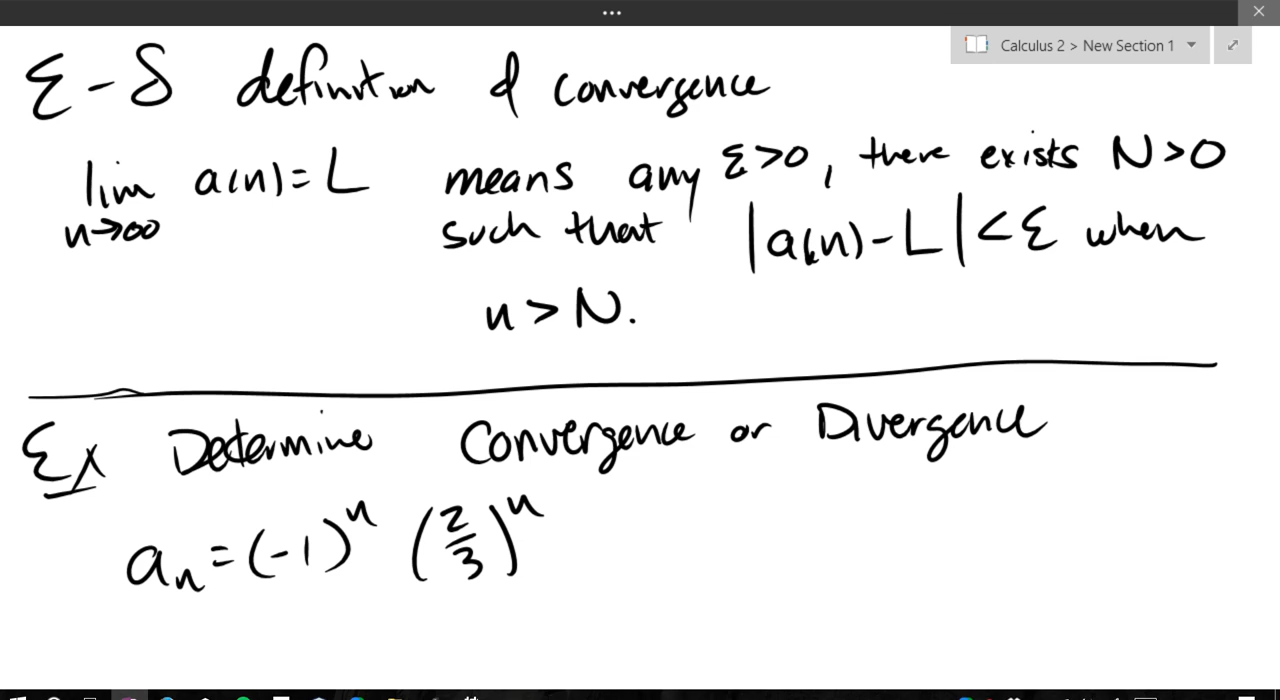 ...
Calculus 2 > New Section 1
ε-δ definition of convergence
lim a(n) = L means any ε>0, there exists N>0
n→∞ such that |a(n) - L| < ε when
n > N.
Ex Determine Convergence or Divergence
aₙ = (-1)ⁿ (2/3)ⁿ